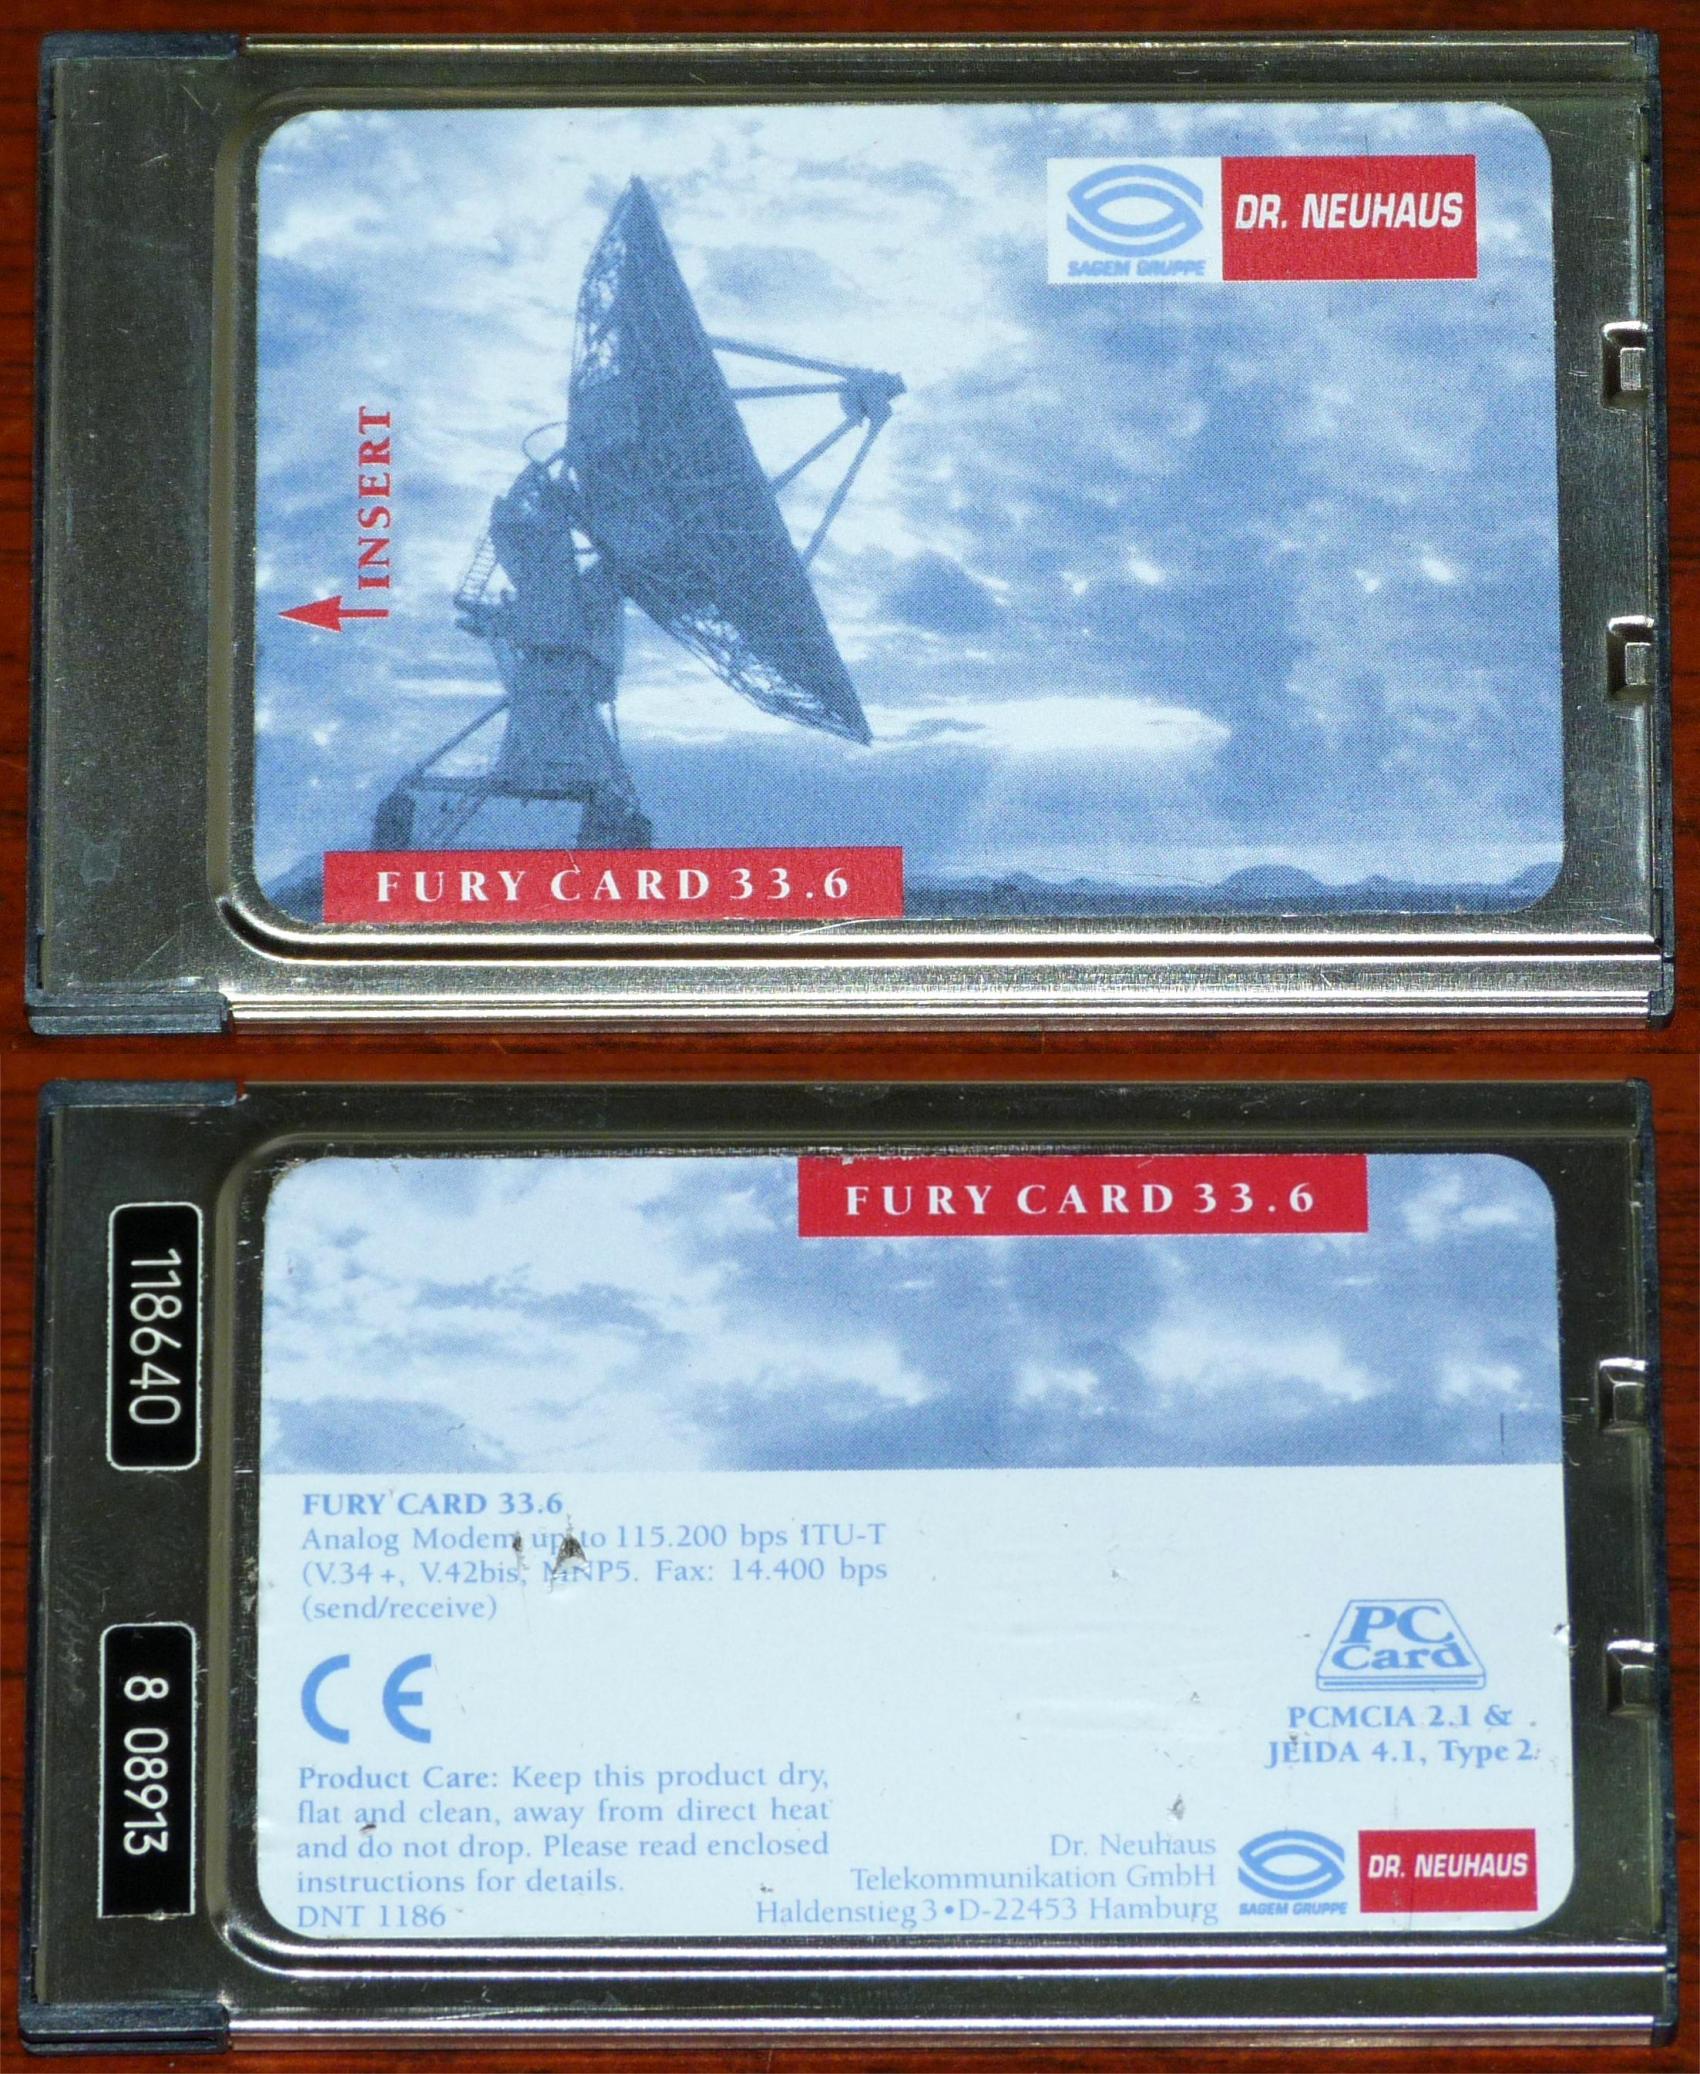 SAGEM GRUPPE
DR. NEUHAUS
INSERT
FURY CARD 33.6
FURY CARD 33.6
118640
8 08913
FURY CARD 33.6
Analog Modem up to 115.200 bps ITU-T
(V.34+, V.42bis, MNP5. Fax: 14.400 bps
(send/receive)
CE
PC
Card
PCMCIA 2.1 &
JEIDA 4.1, Type 2
Product Care: Keep this product dry,
flat and clean, away from direct heat
and do not drop. Please read enclosed
instructions for details.
DNT 1186
Dr. Neuhaus
Telekommunikation GmbH
Haldenstieg 3•D-22453 Hamburg
SAGEM GRUPPE
DR. NEUHAUS